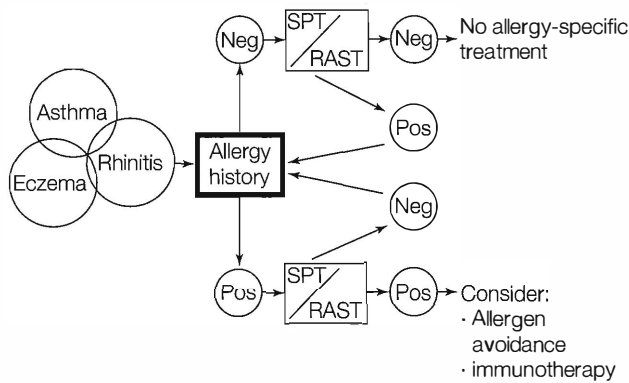 Neg
SPT
RAST
Neg
No allergy-specific
treatment
Asthma
Rhinitis
Eczema
Allergy
history
Pos
Neg
Pos
SPT
RAST
Pos
Consider:
· Allergen
avoidance
· immunotherapy